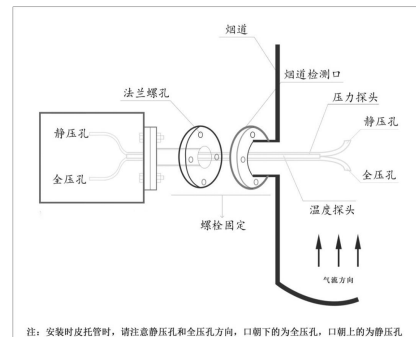 烟道
法兰螺孔
烟道检测口
压力探头
静压孔
静压孔
全压孔
全压孔
温度探头
螺栓固定
气流方向
注：安装时皮托管时，请注意静压孔和全压孔方向，口朝下的为全压孔，口朝上的为静压孔